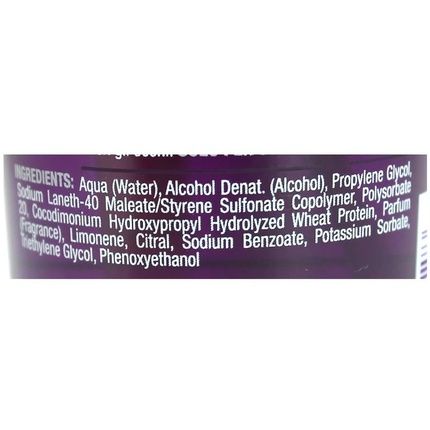 INGREDIENTS: Aqua (Water), Alcohol Denat. (Alcohol), Propylene Glycol,
Sodium Laneth-40 Maleate/Styrene Sulfonate Copolymer, Polysorbate
20, Cocodimonium Hydroxypropyl Hydrolyzed Wheat Protein, Parfum
(Fragrance), Limonene, Citral, Sodium Benzoate, Potassium Sorbate,
Triethylene Glycol, Phenoxyethanol